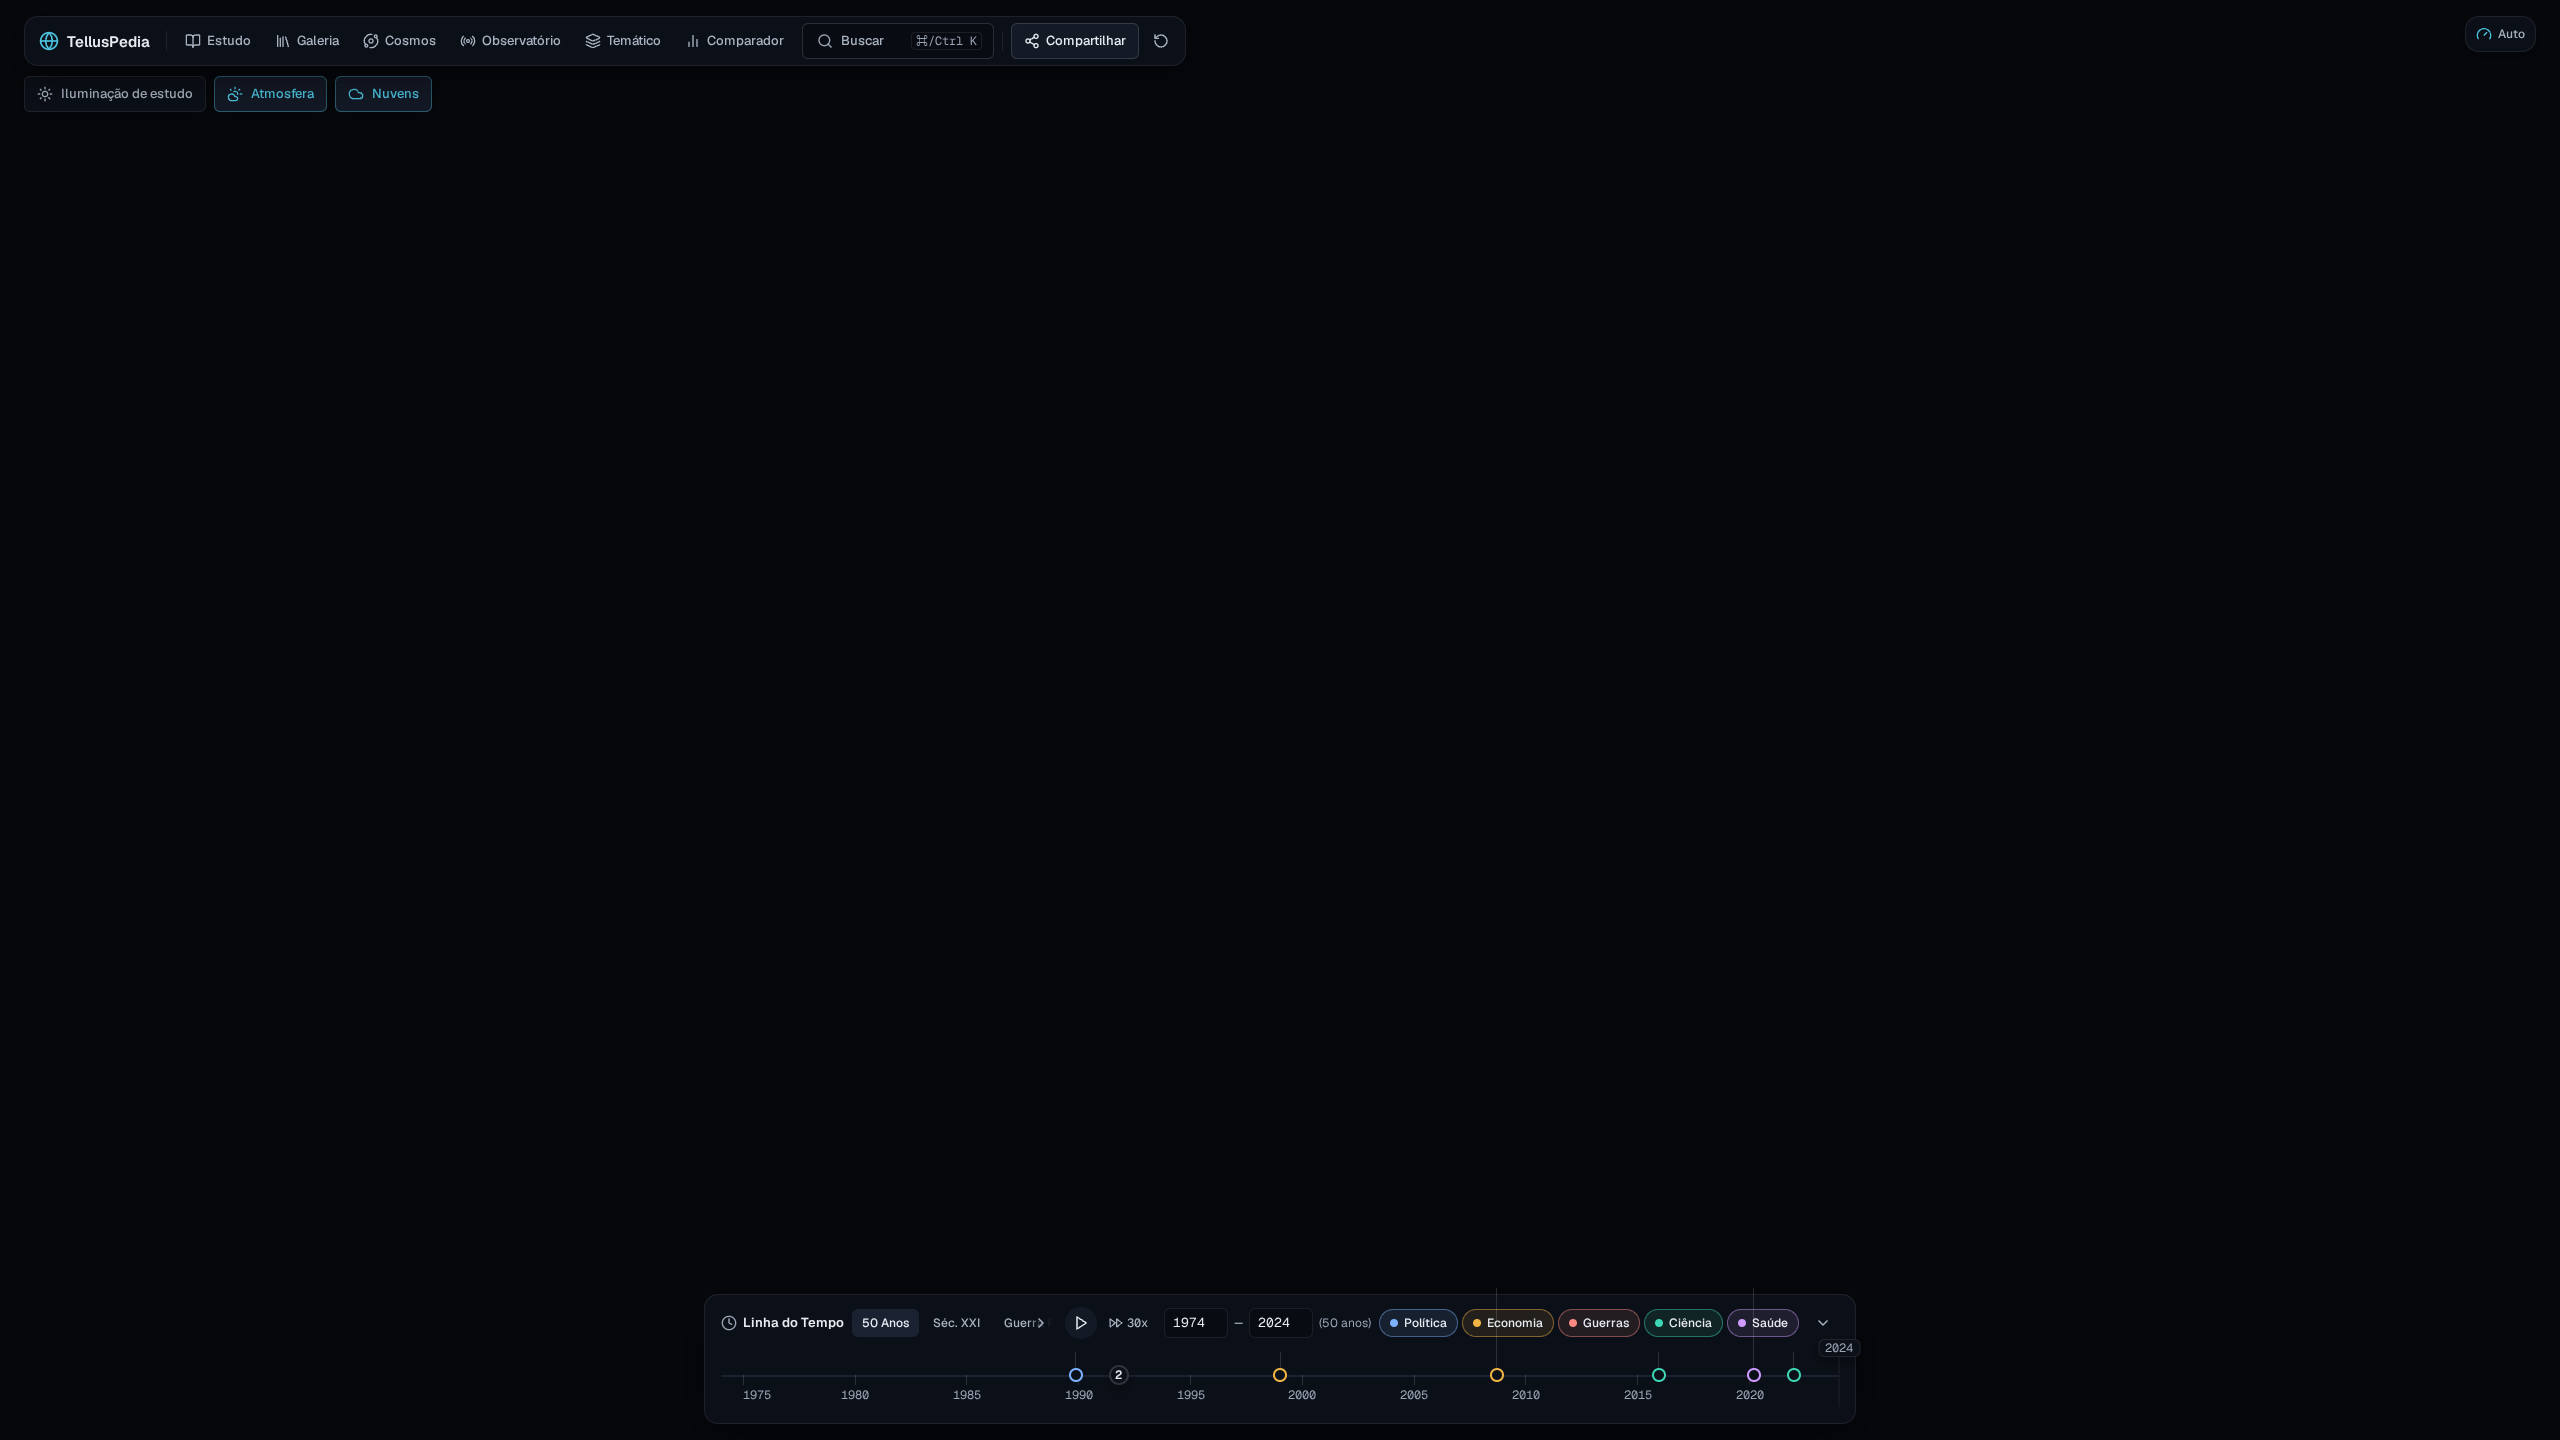 TellusPedia Estudo Galeria Cosmos Observatório Temático Comparador Buscar ⌘/Ctrl K Compartilhar Auto
Iluminação de estudo Atmosfera Nuvens
Linha do Tempo 50 Anos Séc. XXI Guerr 30x 1974 — 2024 (50 anos) Política Economia Guerras Ciência Saúde
2024
2
1975 1980 1985 1990 1995 2000 2005 2010 2015 2020